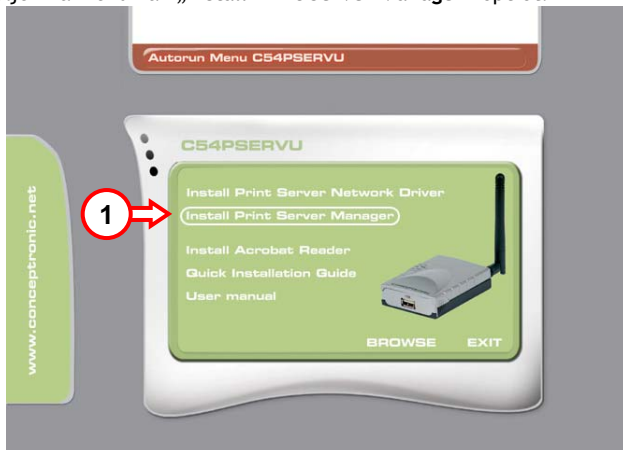 Autorun Menu C54PSERVU
www.conceptronic.net
C54PSERVU
Install Print Server Network Driver
1
Install Print Server Manager
Install Acrobat Reader
Quick Installation Guide
User manual
BROWSE EXIT